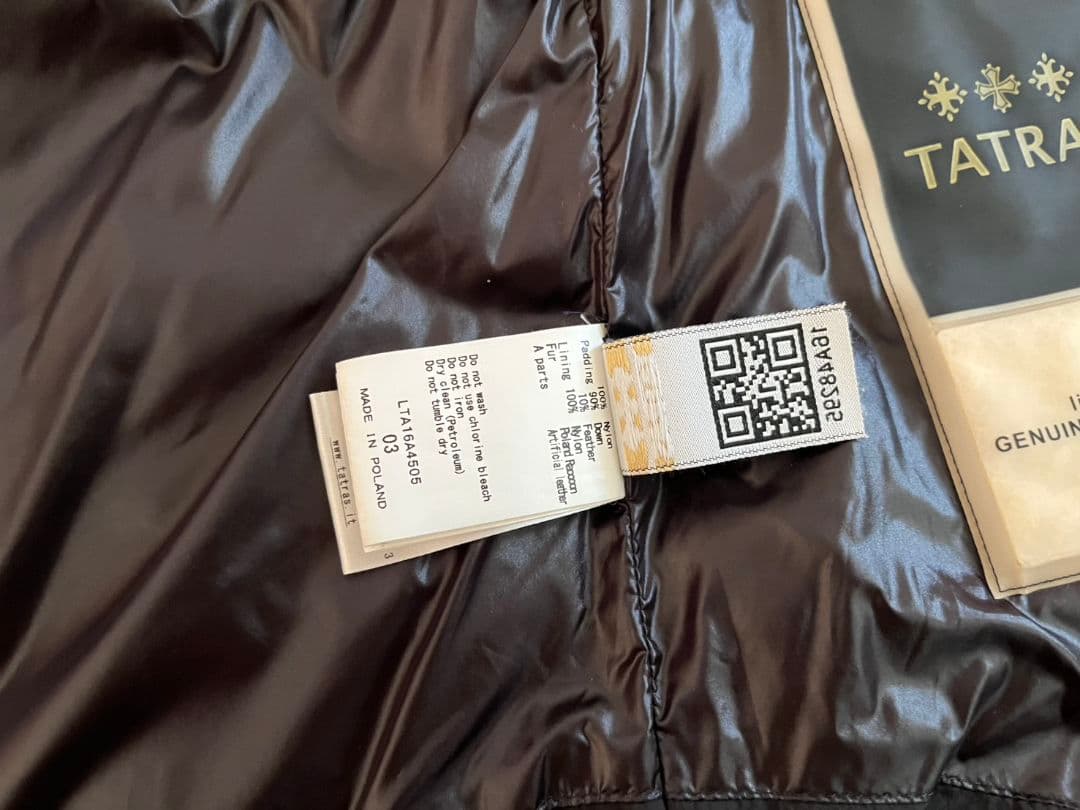 TATRA
GENUIN
100% Nylon
Padding 90% Down
10% Feather
Lining 100% Nylon
Fur Poland Raccoon
A parts Artificial leather
Do not wash
Do not use chlorine bleach
Do not iron
Dry clean (Petroleum)
Do not tumble dry
LTA16A4505
03
MADE IN POLAND
www.tatras.it
3